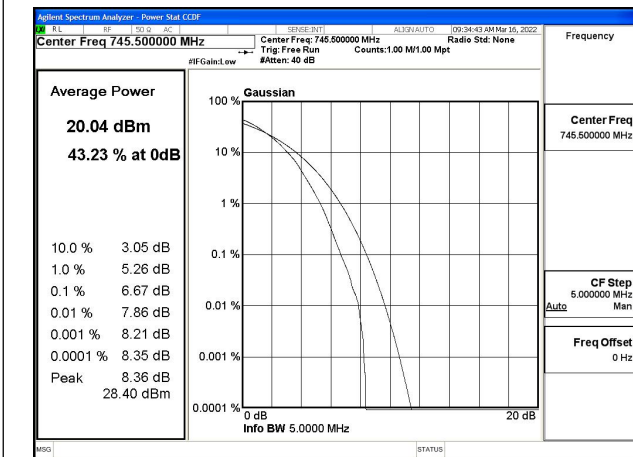 Agilent Spectrum Analyzer - Power Stat CCDF
RL RF 50 Ω AC SENSE:INT ALIGN AUTO 09:34:43 AM Mar 16, 2022
Center Freq 745.500000 MHz
Center Freq: 745.500000 MHz Radio Std: None
Trig: Free Run Counts:1.00 M/1.00 Mpt
#IFGain:Low #Atten: 40 dB
Frequency
Average Power
20.04 dBm
43.23 % at 0dB
10.0 % 3.05 dB
1.0 % 5.26 dB
0.1 % 6.67 dB
0.01 % 7.86 dB
0.001 % 8.21 dB
0.0001 % 8.35 dB
Peak 8.36 dB
28.40 dBm
Gaussian
100 %
10 %
1 %
0.1 %
0.01 %
0.001 %
0.0001 %
0 dB 20 dB
Info BW 5.0000 MHz
Center Freq
745.500000 MHz
CF Step
5.000000 MHz
Auto Man
Freq Offset
0 Hz
MSG STATUS